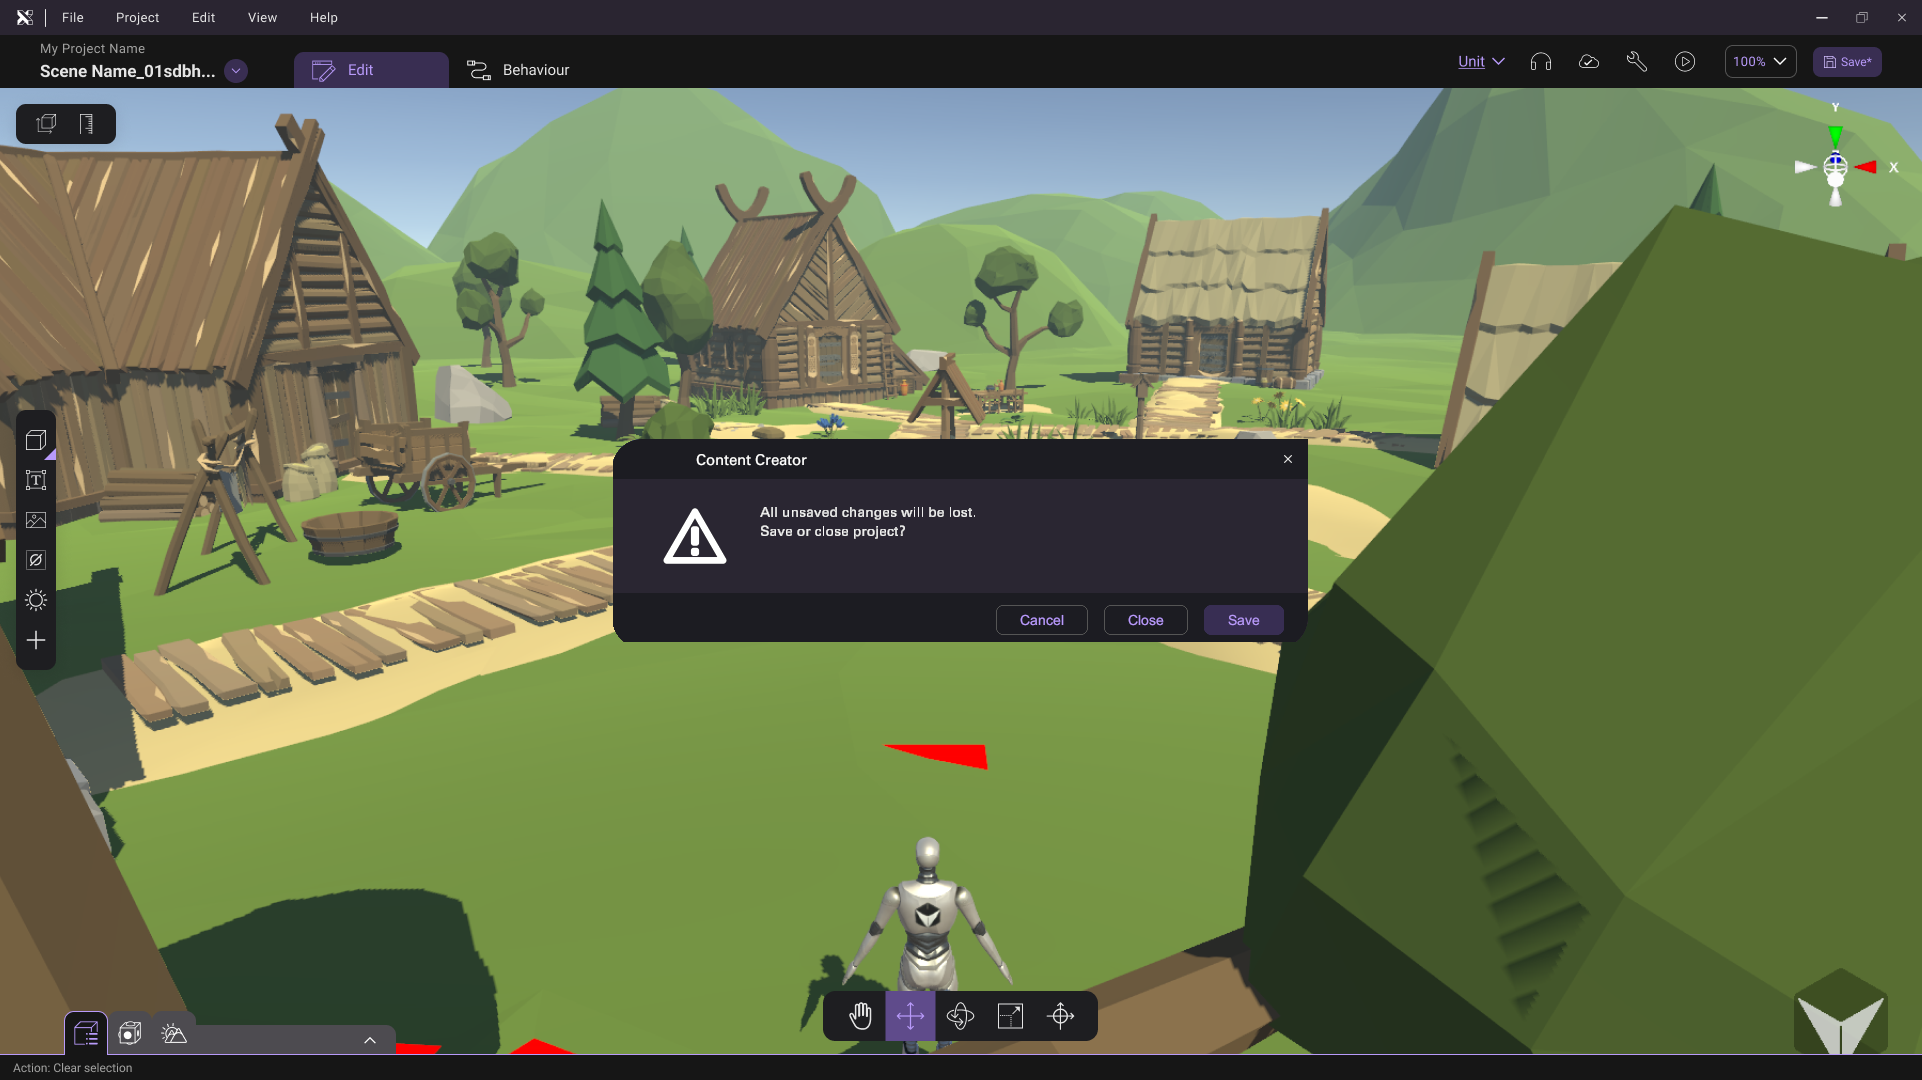 File Project Edit View Help
My Project Name
Scene Name_01sdbh...
Edit
Behaviour
Unit
100%
Save*
Y
X
Content Creator
All unsaved changes will be lost.
Save or close project?
Cancel
Close
Save
Action: Clear selection